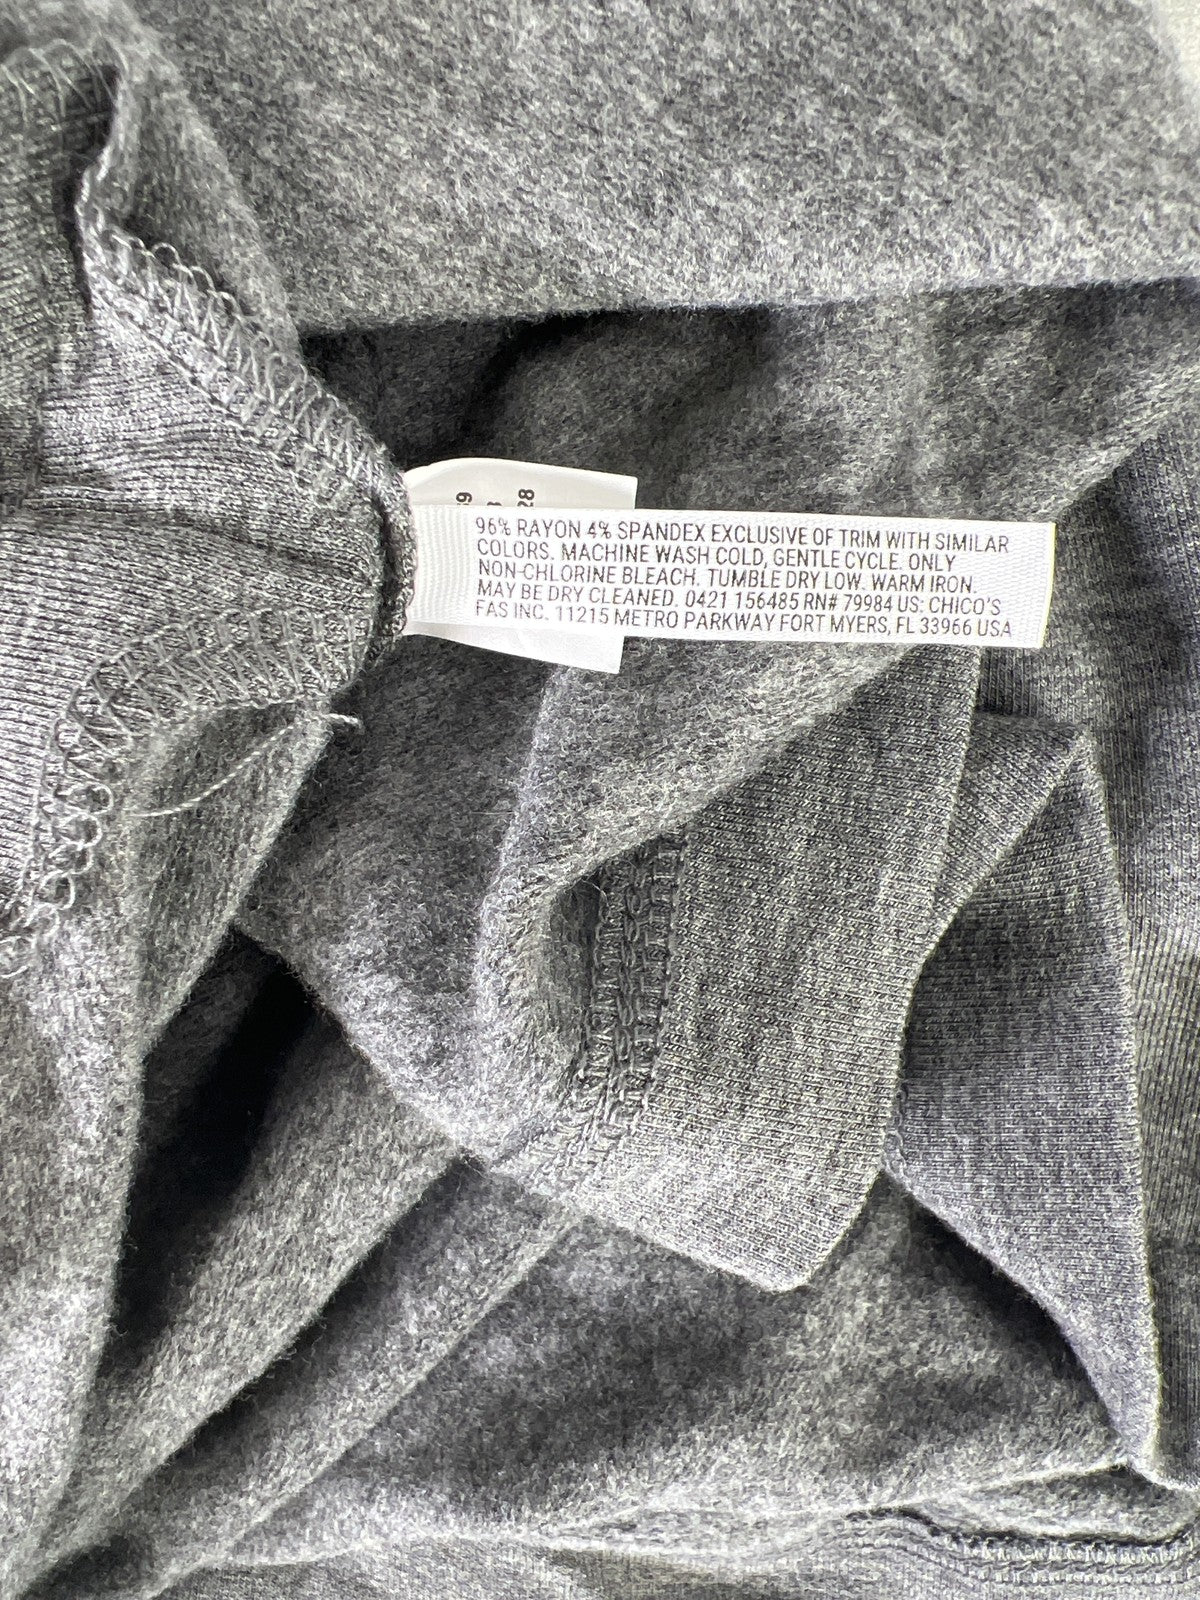 96% RAYON 4% SPANDEX EXCLUSIVE OF TRIM WITH SIMILAR
COLORS. MACHINE WASH COLD, GENTLE CYCLE. ONLY
NON-CHLORINE BLEACH. TUMBLE DRY LOW. WARM IRON.
MAY BE DRY CLEANED. 0421 156485 RN# 79984 US: CHICO'S
FAS INC. 11215 METRO PARKWAY FORT MYERS, FL 33966 USA
28